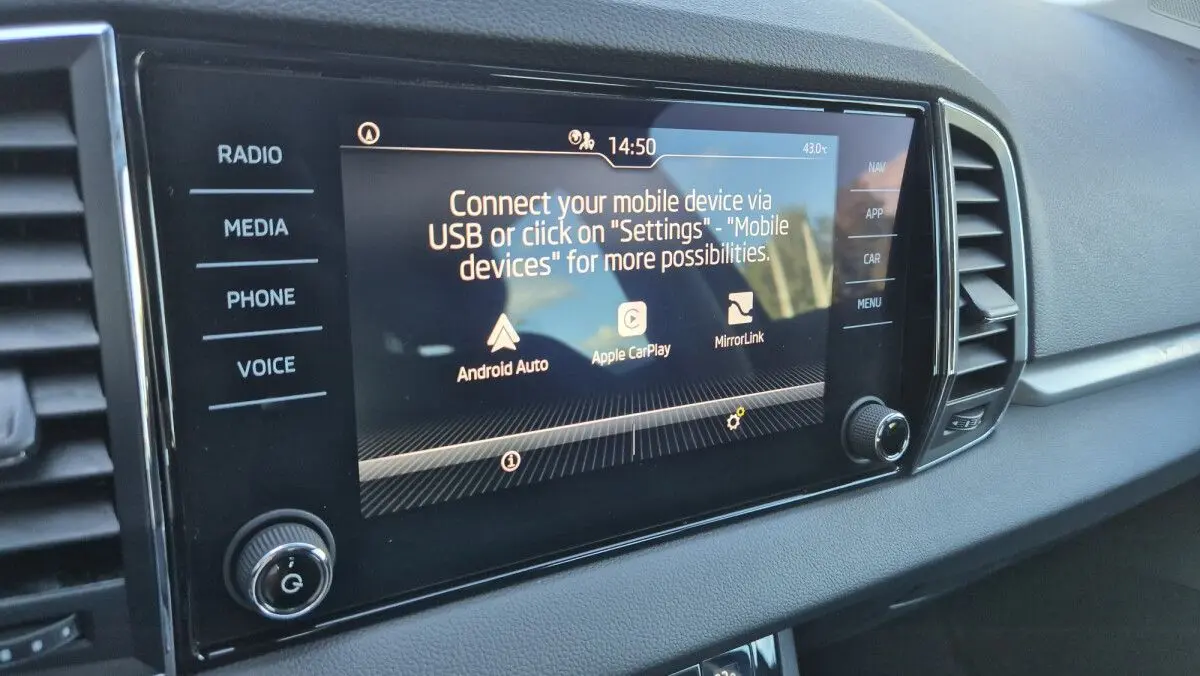 RADIO
MEDIA
PHONE
VOICE
14:50
43.0°C
Connect your mobile device via
USB or click on "Settings" - "Mobile
devices" for more possibilities.
Android Auto
Apple CarPlay
MirrorLink
NAV
APP
CAR
MENU